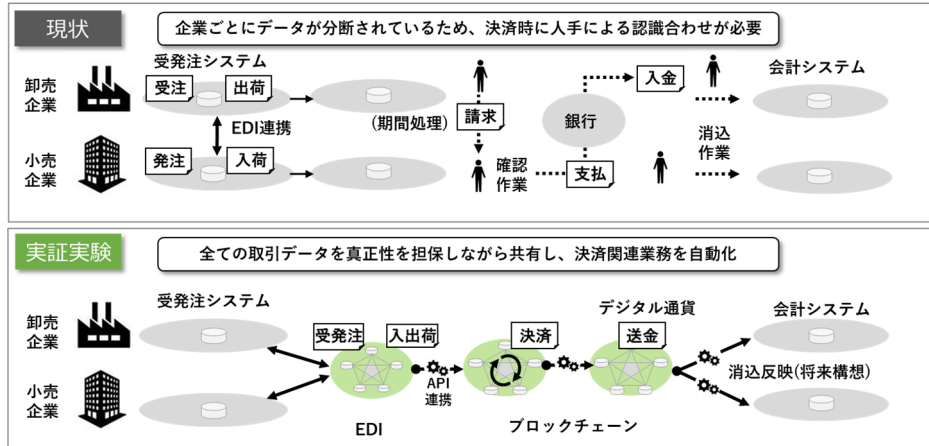 現状
企業ごとにデータが分断されているため、決済時に人手による認識合わせが必要
受発注システム
会計システム
卸売
企業
受注
出荷
(期間処理)
請求
入金
EDI連携
銀行
消込
作業
小売
企業
発注
入荷
確認
作業
支払
実証実験
全ての取引データを真正性を担保しながら共有し、決済関連業務を自動化
受発注システム
デジタル通貨
会計システム
卸売
企業
受発注
入出荷
決済
送金
API
連携
消込反映(将来構想)
小売
企業
EDI
ブロックチェーン